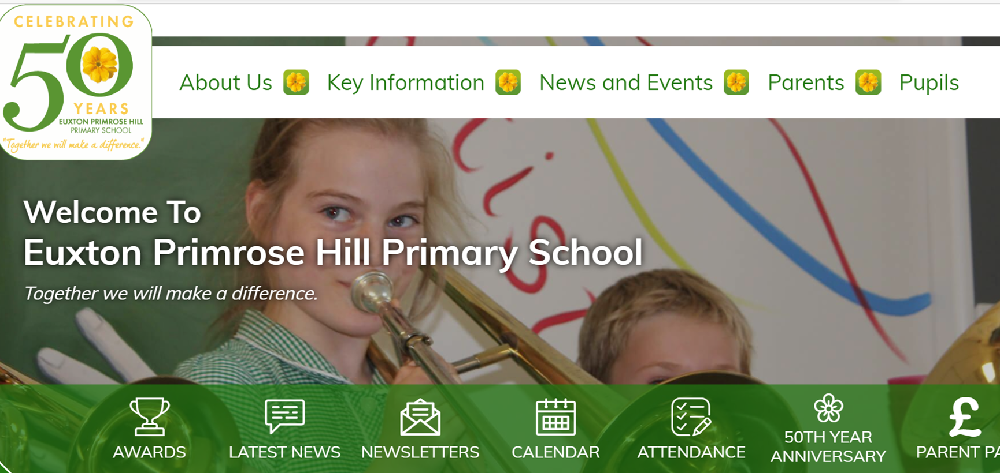 CELEBRATING
50
YEARS
EUXTON PRIMROSE HILL
PRIMARY SCHOOL
"Together we will make a difference."
About Us Key Information News and Events Parents Pupils
Welcome To
Euxton Primrose Hill Primary School
Together we will make a difference.
AWARDS
LATEST NEWS
NEWSLETTERS
CALENDAR
ATTENDANCE
50TH YEAR
ANNIVERSARY
£
PARENT PA